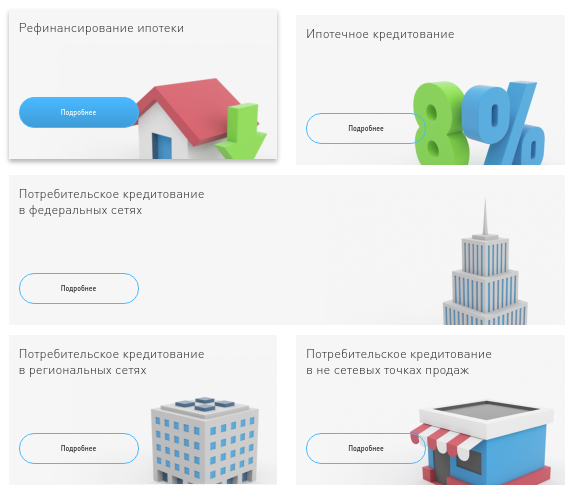 Рефинансирование ипотеки
Подробнее
Ипотечное кредитование
Подробнее
8%
Потребительское кредитование
в федеральных сетях
Подробнее
Потребительское кредитование
в региональных сетях
Подробнее
Потребительское кредитование
в не сетевых точках продаж
Подробнее